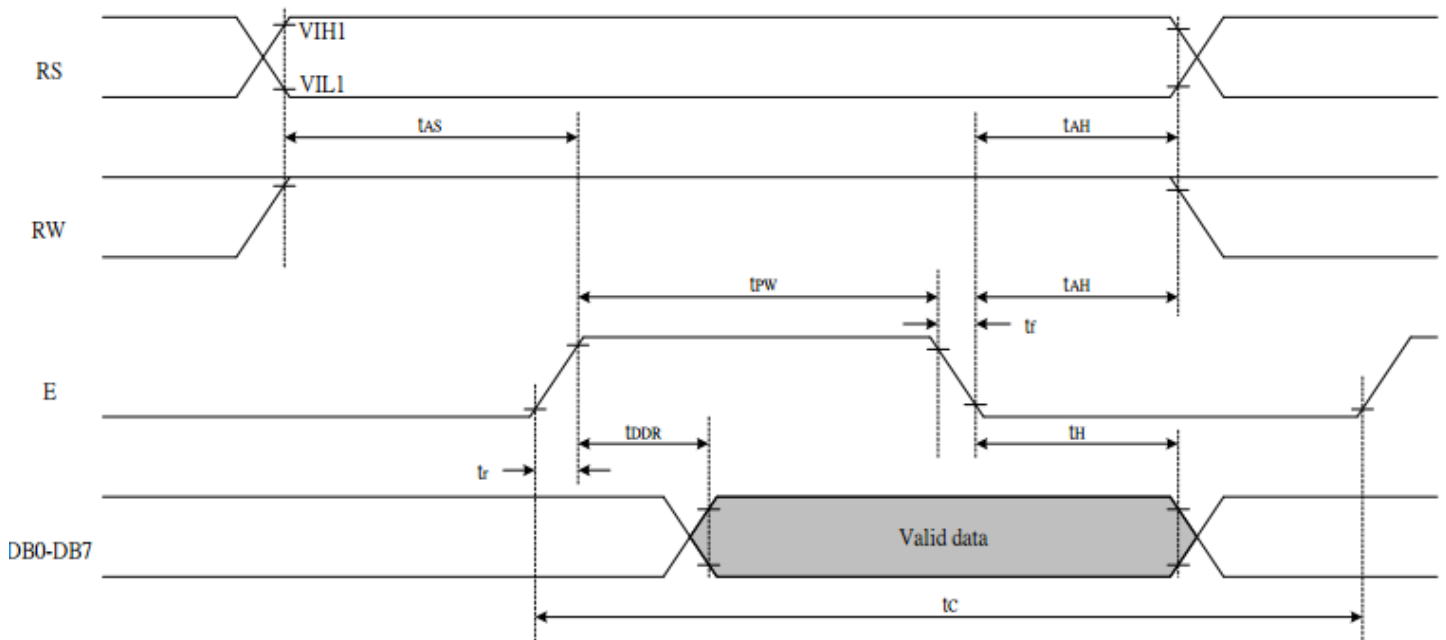 VIH1
RS
VIL1
tAS
tAH
RW
tPW
tAH
tf
E
tDDR
tH
tr
Valid data
DB0-DB7
tC